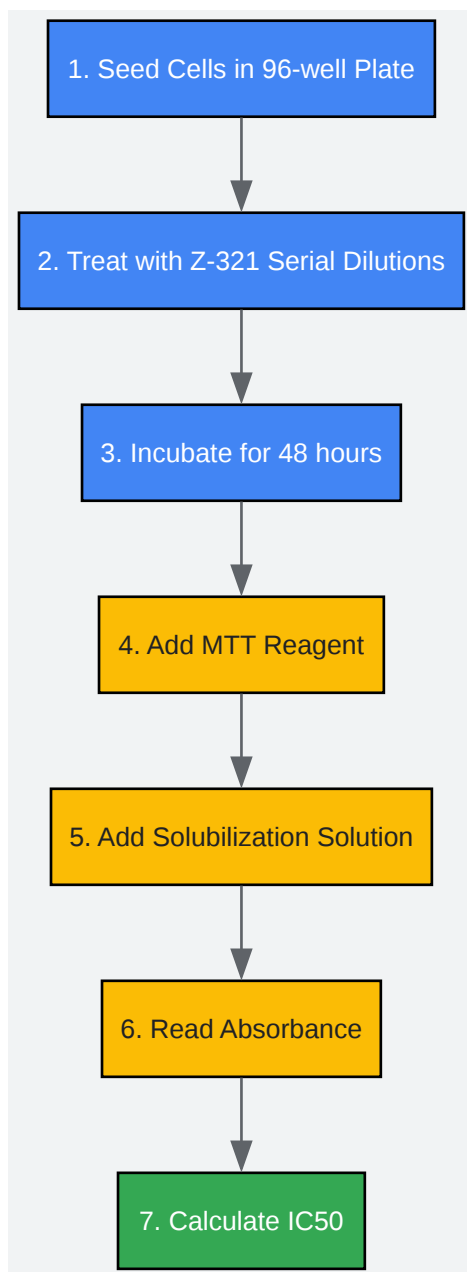 1. Seed Cells in 96-well Plate
2. Treat with Z-321 Serial Dilutions
3. Incubate for 48 hours
4. Add MTT Reagent
5. Add Solubilization Solution
6. Read Absorbance
7. Calculate IC50